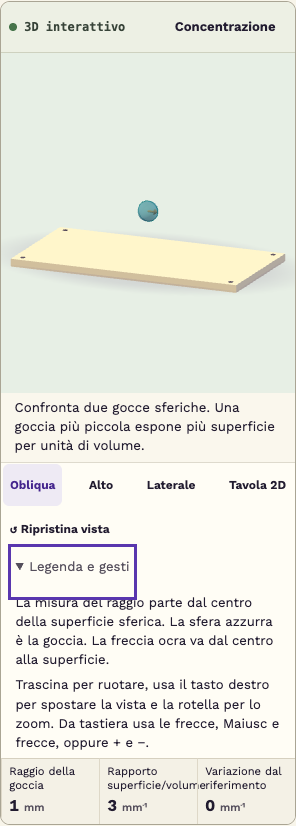 3D interattivo
Concentrazione
Confronta due gocce sferiche. Una
goccia più piccola espone più superficie
per unità di volume.
Obliqua Alto Laterale Tavola 2D
↺ Ripristina vista
▼ Legenda e gesti
La misura del raggio parte dal centro
della superficie sferica. La sfera azzurra
è la goccia. La freccia ocra va dal centro
alla superficie.
Trascina per ruotare, usa il tasto destro
per spostare la vista e la rotella per lo
zoom. Da tastiera usa le frecce, Maiusc e
frecce, oppure + e −.
Raggio della
goccia
1 mm
Rapporto
superficie/volume
3 mm⁻¹
Variazione dal
riferimento
0 mm⁻¹